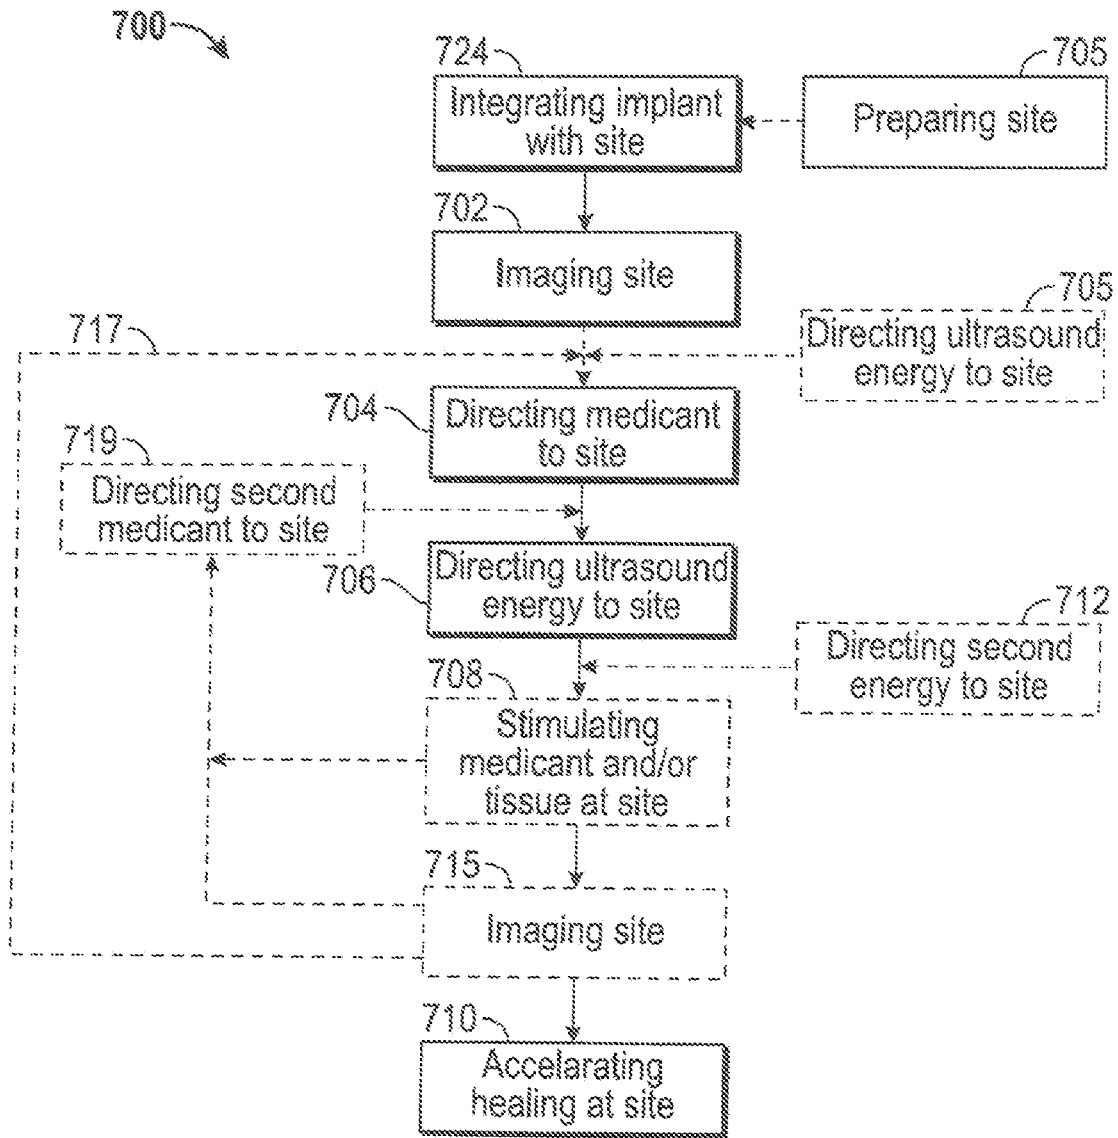 700
724
705
Integrating implant
with site
Preparing site
702
Imaging site
705
717
Directing ultrasound
energy to site
704
Directing medicant
to site
719
Directing second
medicant to site
706
Directing ultrasound
energy to site
712
Directing second
energy to site
708
Stimulating
medicant and/or
tissue at site
715
Imaging site
710
Accelarating
healing at site